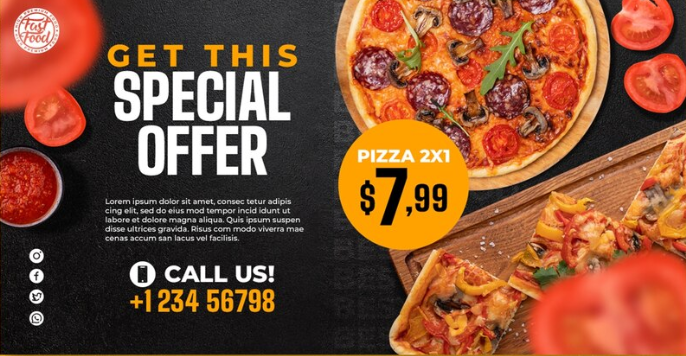 Fast
Food
GET THIS
SPECIAL
OFFER
PIZZA 2X1
$7,99
Lorem ipsum dolor sit amet, consec tetur adipis
cing elit, sed do eius mod tempor incid idunt ut
labore et dolore magna aliqua. Quis ipsum suspen
disse ultrices gravida. Risus com modo viverra mae
cenas accum san lacus vel facilisis.
CALL US!
+1 234 56798